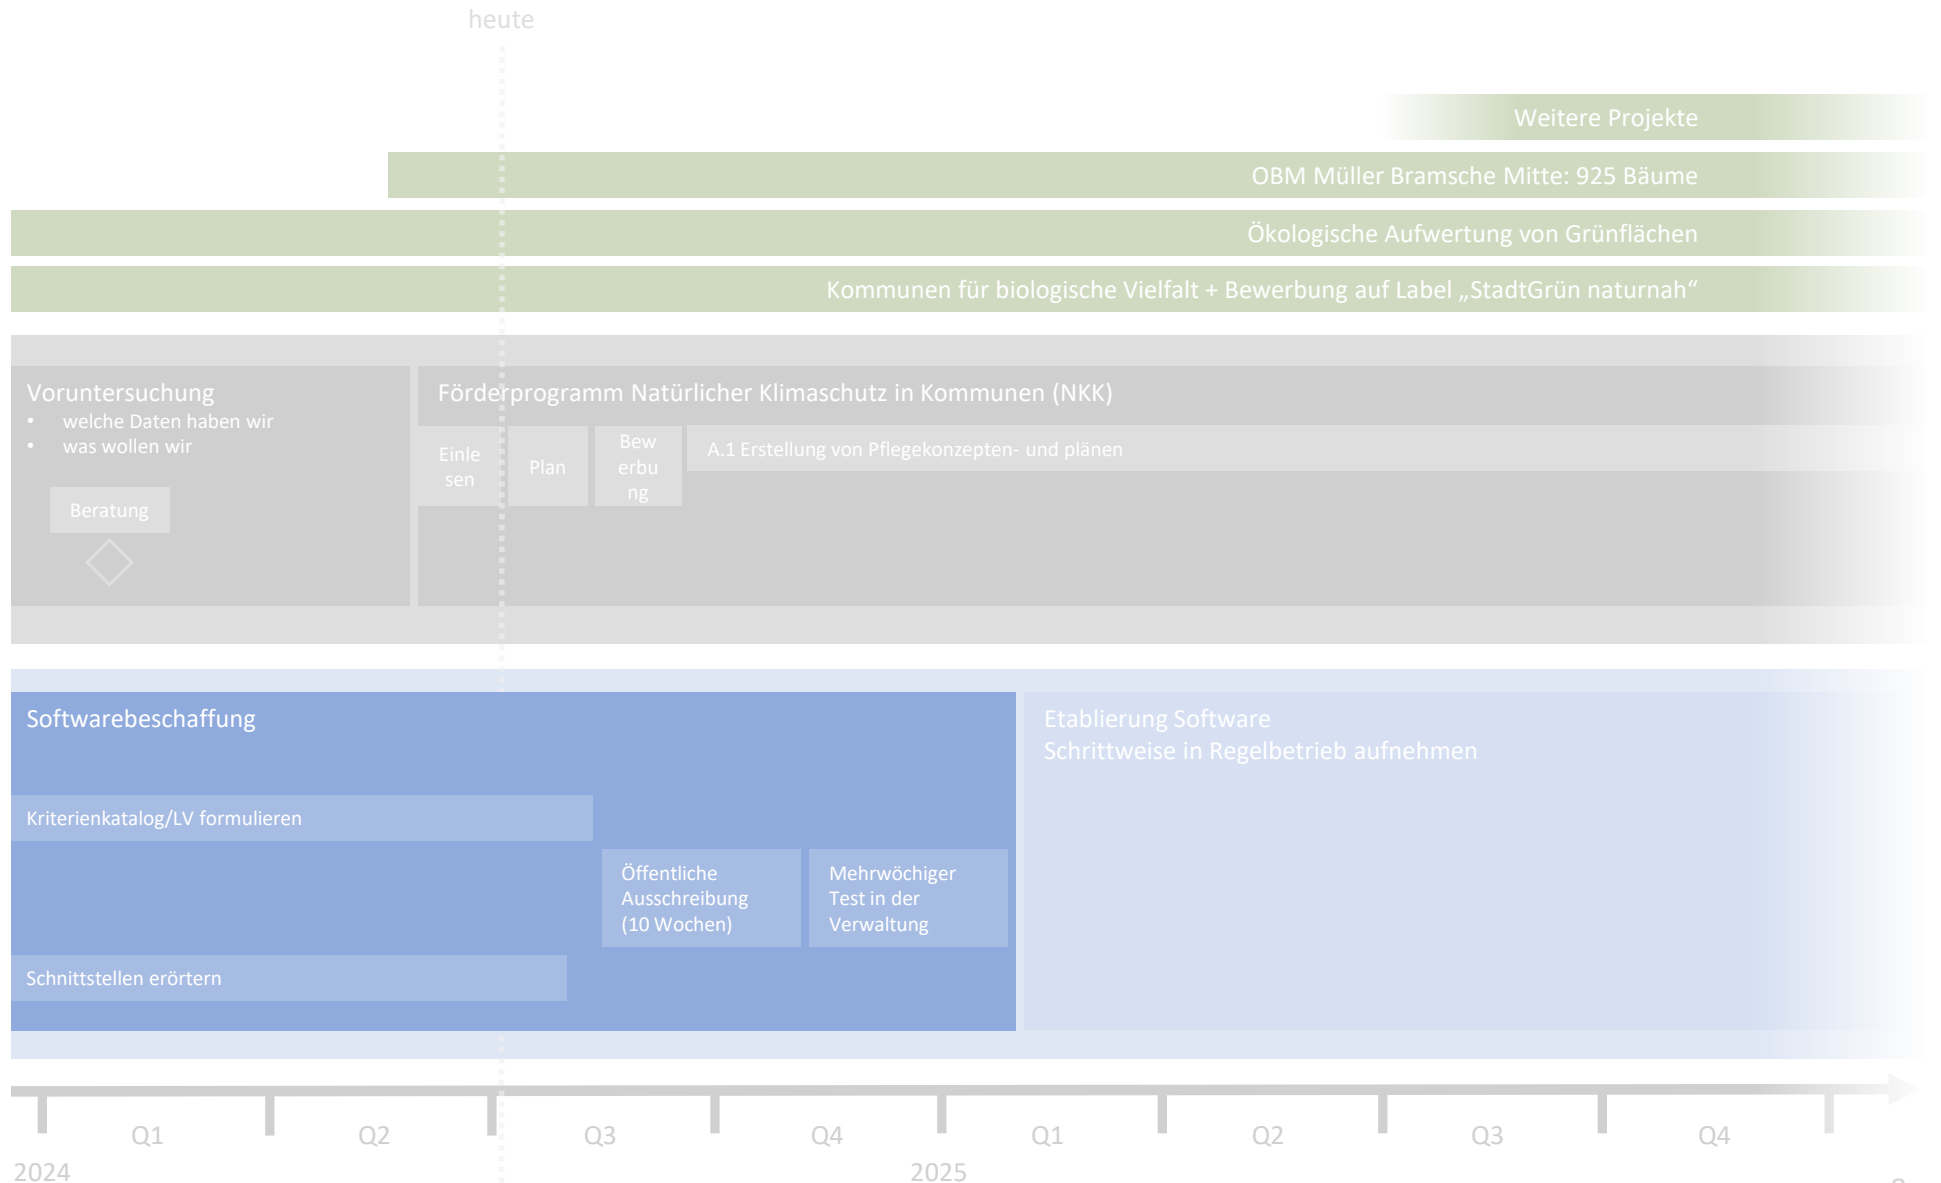 heute
Weitere Projekte
OBM Müller Bramsche Mitte: 925 Bäume
Ökologische Aufwertung von Grünflächen
Kommunen für biologische Vielfalt + Bewerbung auf Label „StadtGrün naturnah“
Voruntersuchung
• welche Daten haben wir
• was wollen wir
Beratung
Förderprogramm Natürlicher Klimaschutz in Kommunen (NKK)
Einle
sen
Plan
Bew
erbu
ng
A.1 Erstellung von Pflegekonzepten- und plänen
Softwarebeschaffung
Kriterienkatalog/LV formulieren
Öffentliche
Ausschreibung
(10 Wochen)
Mehrwöchiger
Test in der
Verwaltung
Schnittstellen erörtern
Etablierung Software
Schrittweise in Regelbetrieb aufnehmen
Q1 Q2 Q3 Q4 Q1 Q2 Q3 Q4
2024 2025